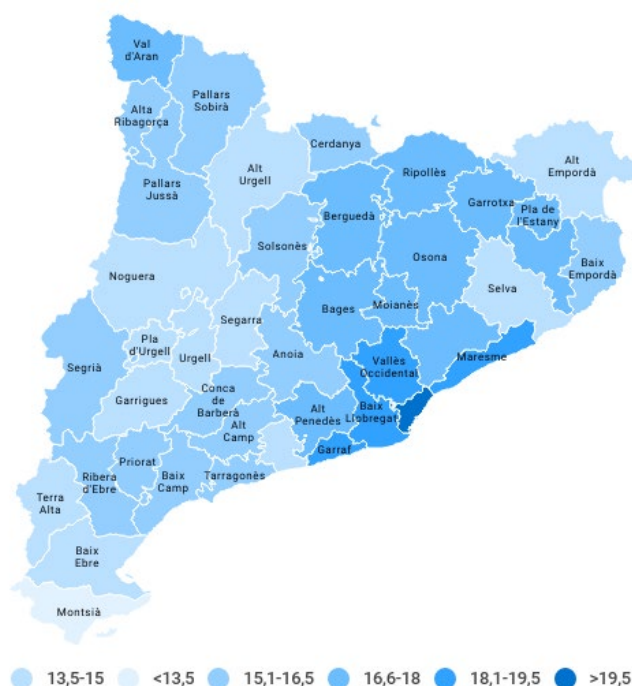 Val
d'Aran
Pallars
Sobirà
Alta
Ribagorça
Cerdanya
Alt
Urgell
Ripollès
Alt
Empordà
Pallars
Jussà
Berguedà
Garrotxa
Pla de
l'Estany
Solsonès
Osona
Baix
Empordà
Noguera
Selva
Bages
Moianès
Segarra
Pla
d'Urgell
Urgell
Anoia
Vallès
Occidental
Maresme
Segrià
Garrigues
Conca
de
Barberà
Alt
Penedès
Baix
Llobregat
Alt
Camp
Garraf
Priorat
Ribera
d'Ebre
Baix
Camp
Tarragonès
Terra
Alta
Baix
Ebre
Montsià
13,5-15 <13,5 15,1-16,5 16,6-18 18,1-19,5 >19,5